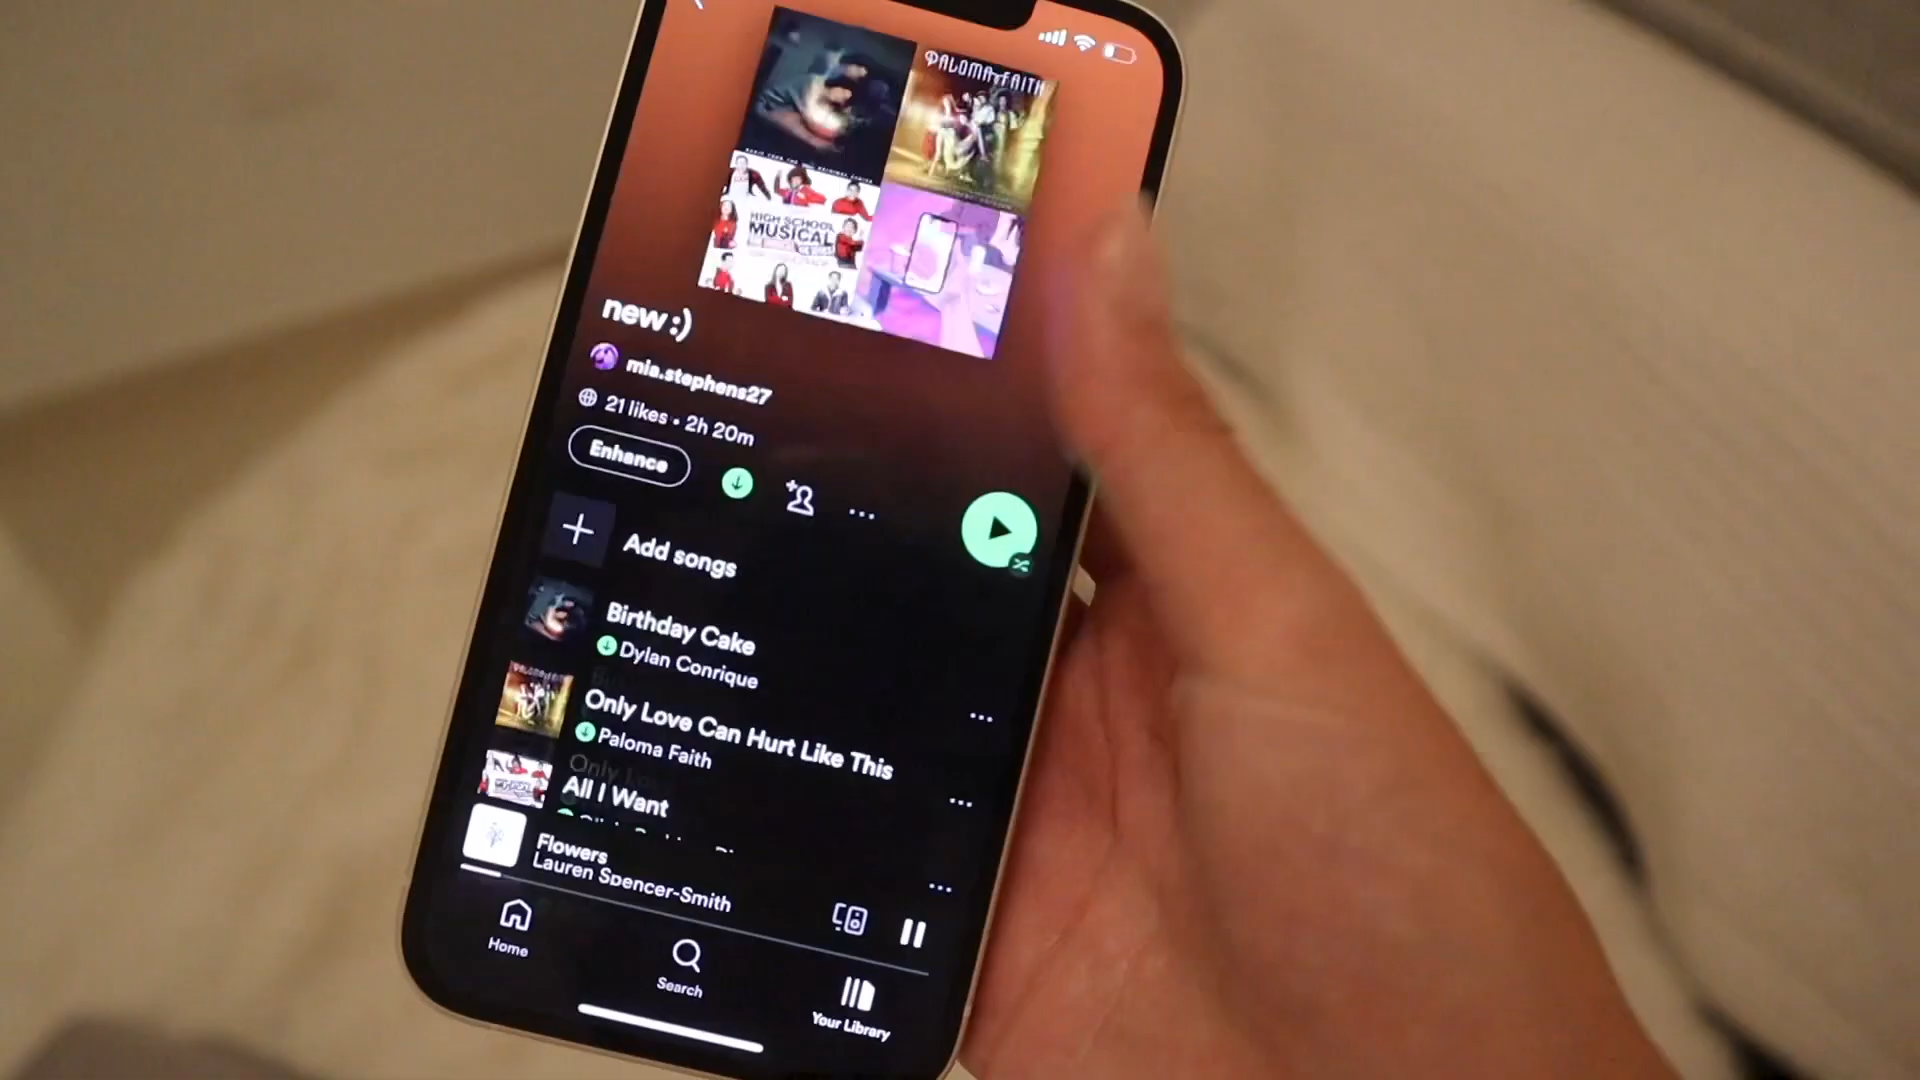 PALOMA FAITH
HIGH SCHOOL
MUSICAL
new :)
mia.stephens27
21 likes • 2h 20m
Enhance
Add songs
Birthday Cake
Dylan Conrique
Only Love Can Hurt Like This
Paloma Faith
All I Want
Flowers
Lauren Spencer-Smith
Home
Search
Your Library